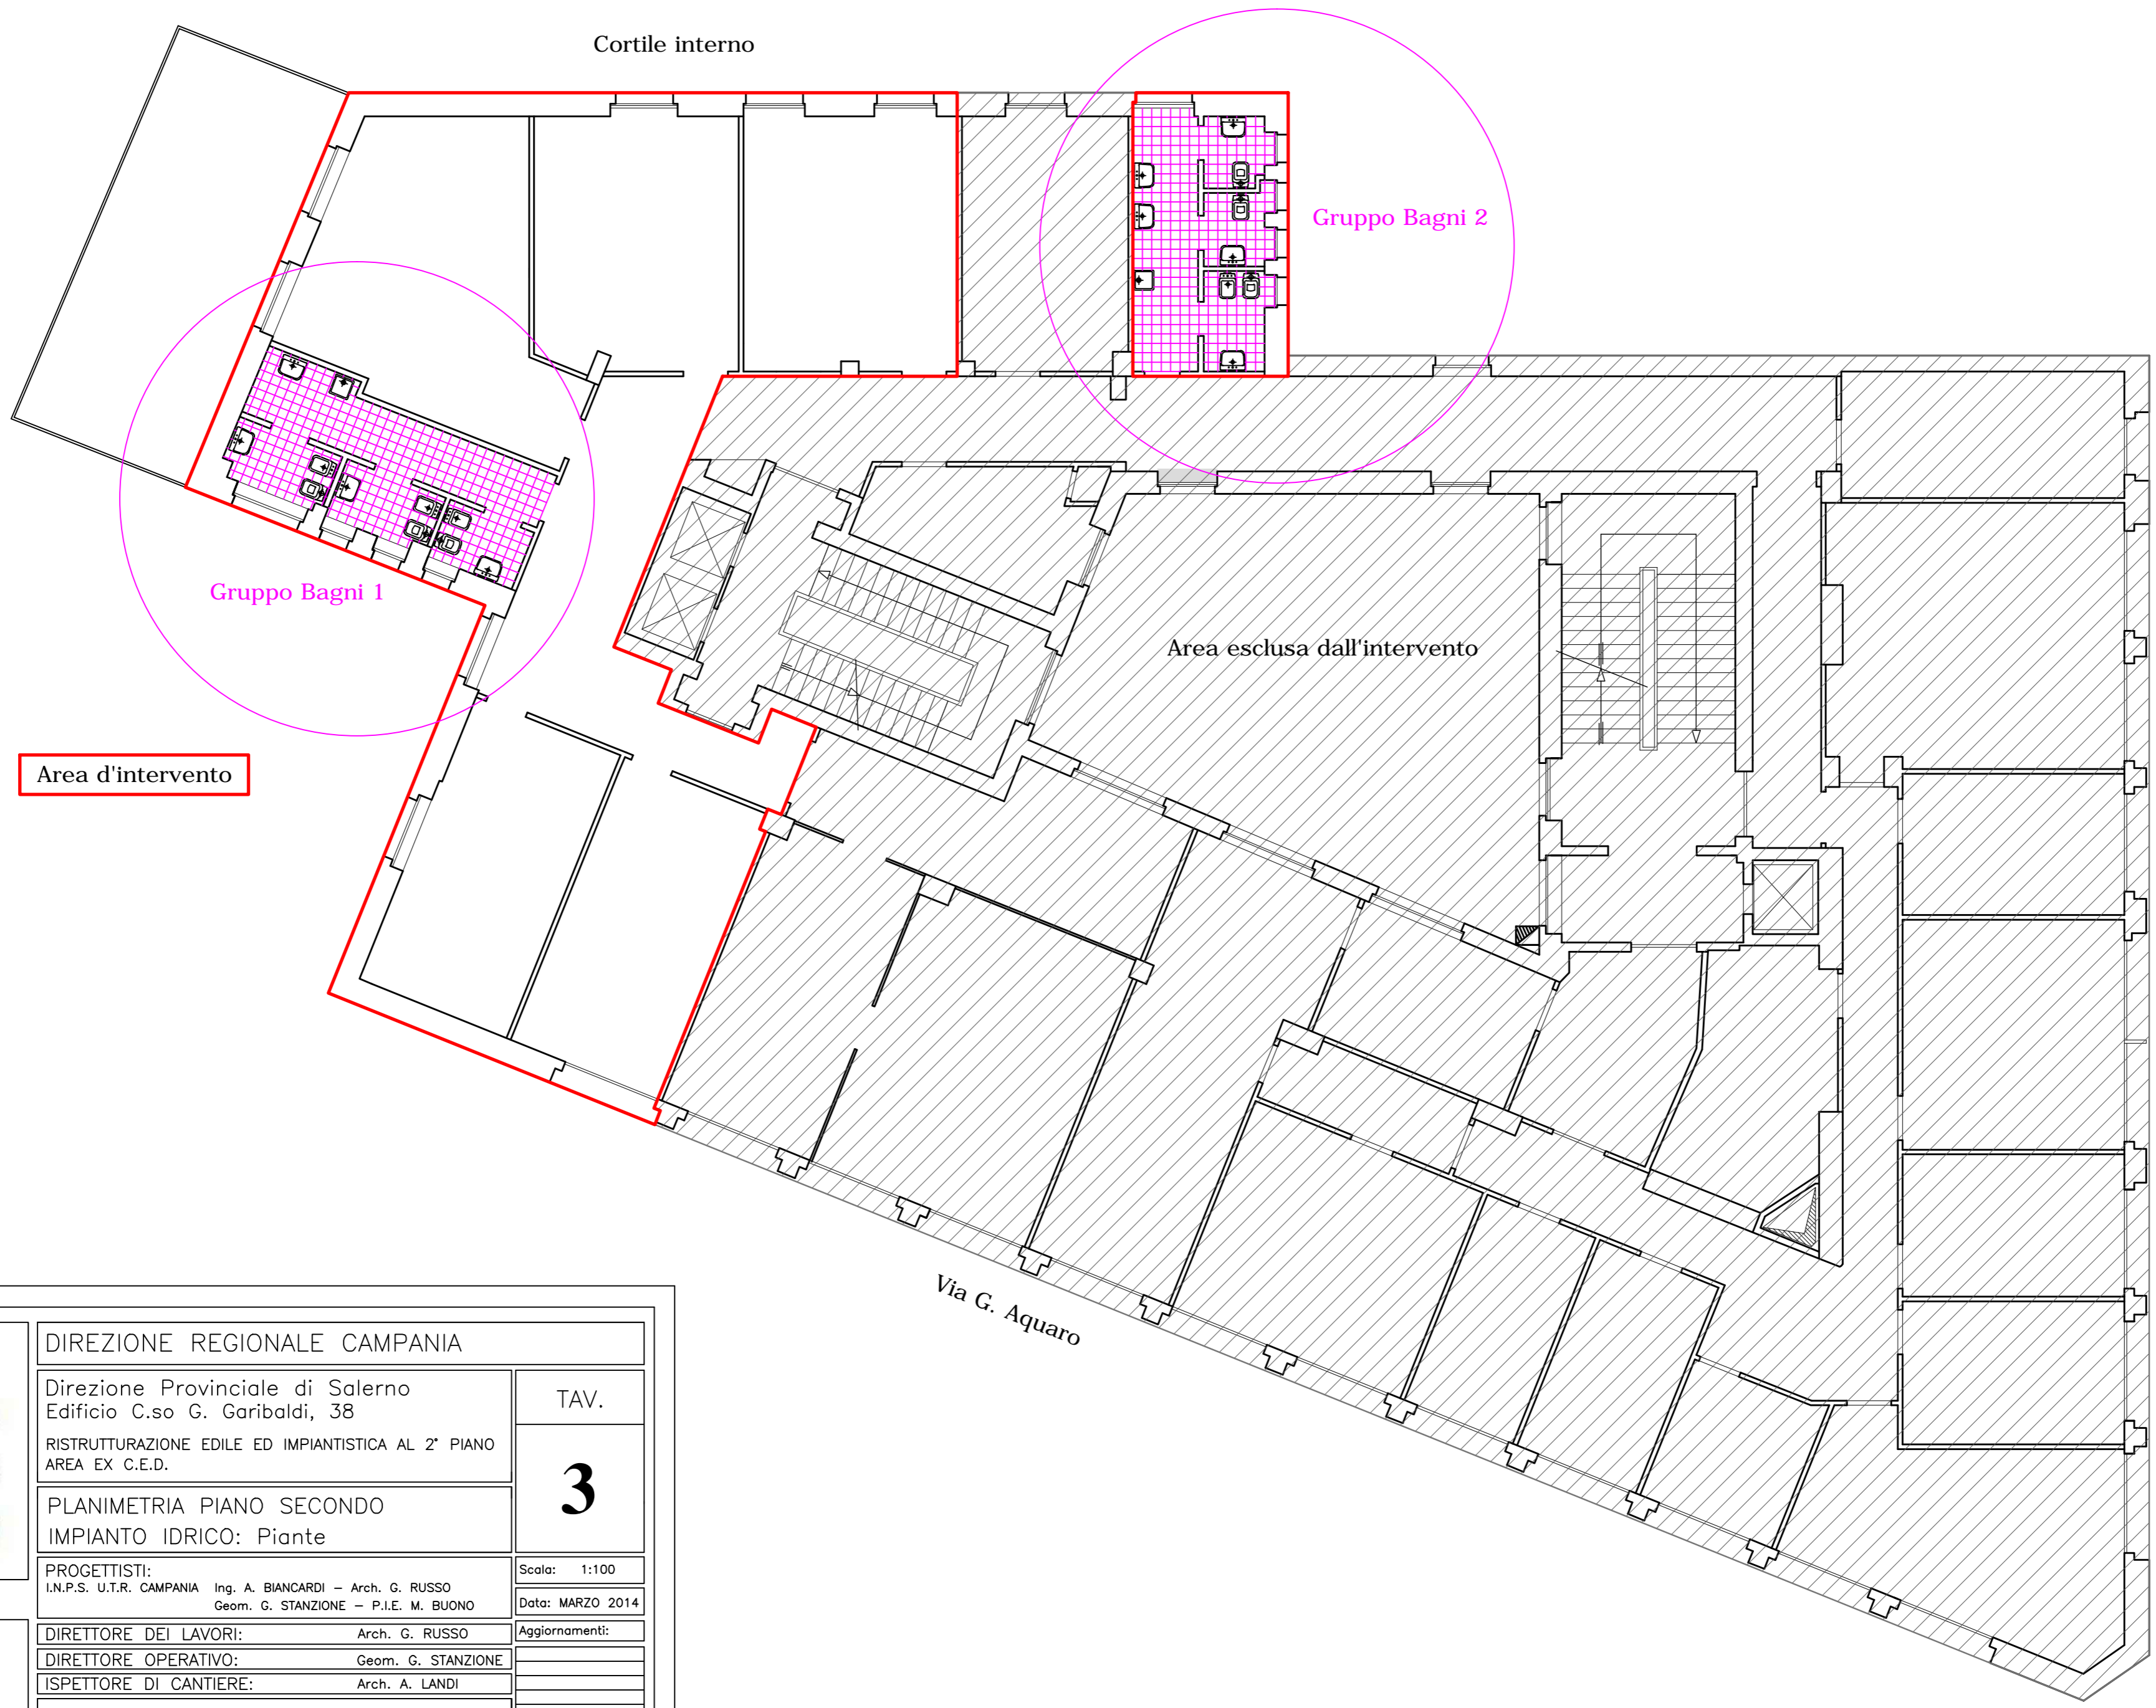 Cortile interno
Gruppo Bagni 2
Gruppo Bagni 1
Area esclusa dall'intervento
Area d'intervento
Via G. Aquaro
DIREZIONE REGIONALE CAMPANIA
Direzione Provinciale di Salerno
Edificio C.so G. Garibaldi, 38
RISTRUTTURAZIONE EDILE ED IMPIANTISTICA AL 2° PIANO
AREA EX C.E.D.
TAV.
3
PLANIMETRIA PIANO SECONDO
IMPIANTO IDRICO: Piante
PROGETTISTI:
I.N.P.S. U.T.R. CAMPANIA Ing. A. BIANCARDI – Arch. G. RUSSO
Geom. G. STANZIONE – P.I.E. M. BUONO
Scala: 1:100
Data: MARZO 2014
Aggiornamenti:
DIRETTORE DEI LAVORI: Arch. G. RUSSO
DIRETTORE OPERATIVO: Geom. G. STANZIONE
ISPETTORE DI CANTIERE: Arch. A. LANDI